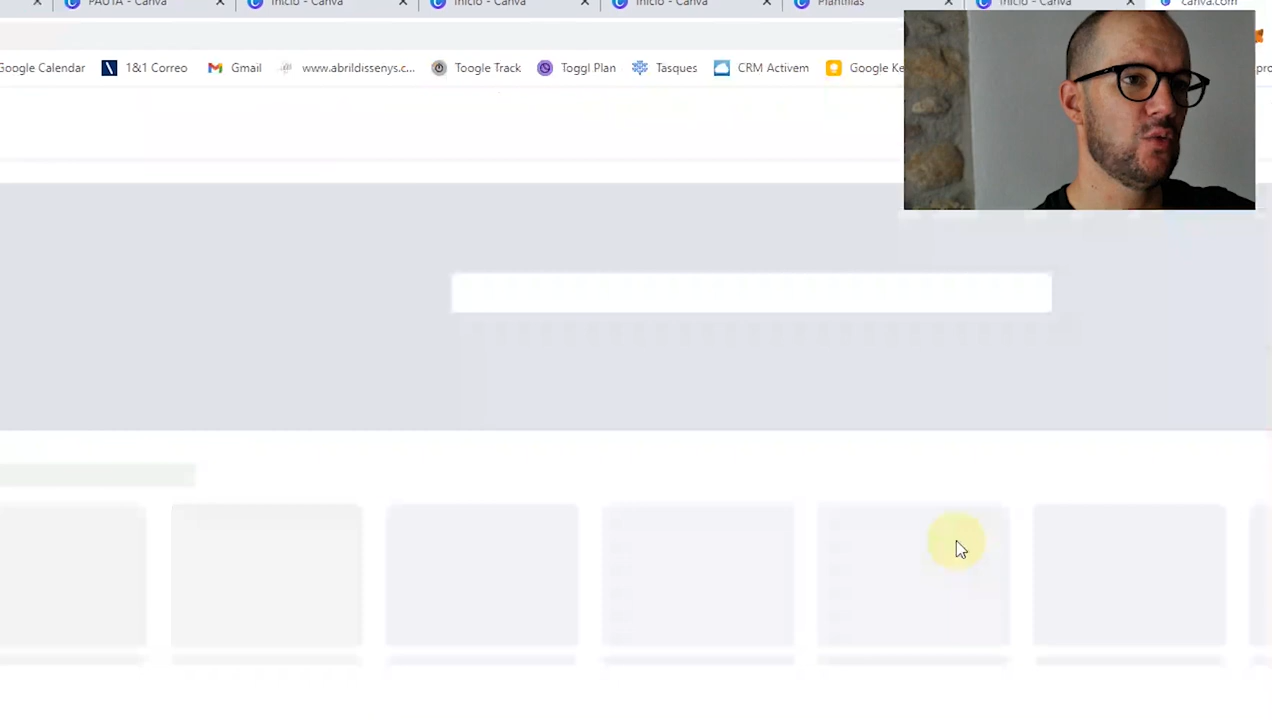 PAUTA - Canva Inicio - Canva Inicio - Canva Inicio - Canva Plantillas Inicio - Canva canva.com
Google Calendar 1&1 Correo Gmail www.abrildissenys.c... Toogle Track Toggl Plan Tasques CRM Activem Google Ke